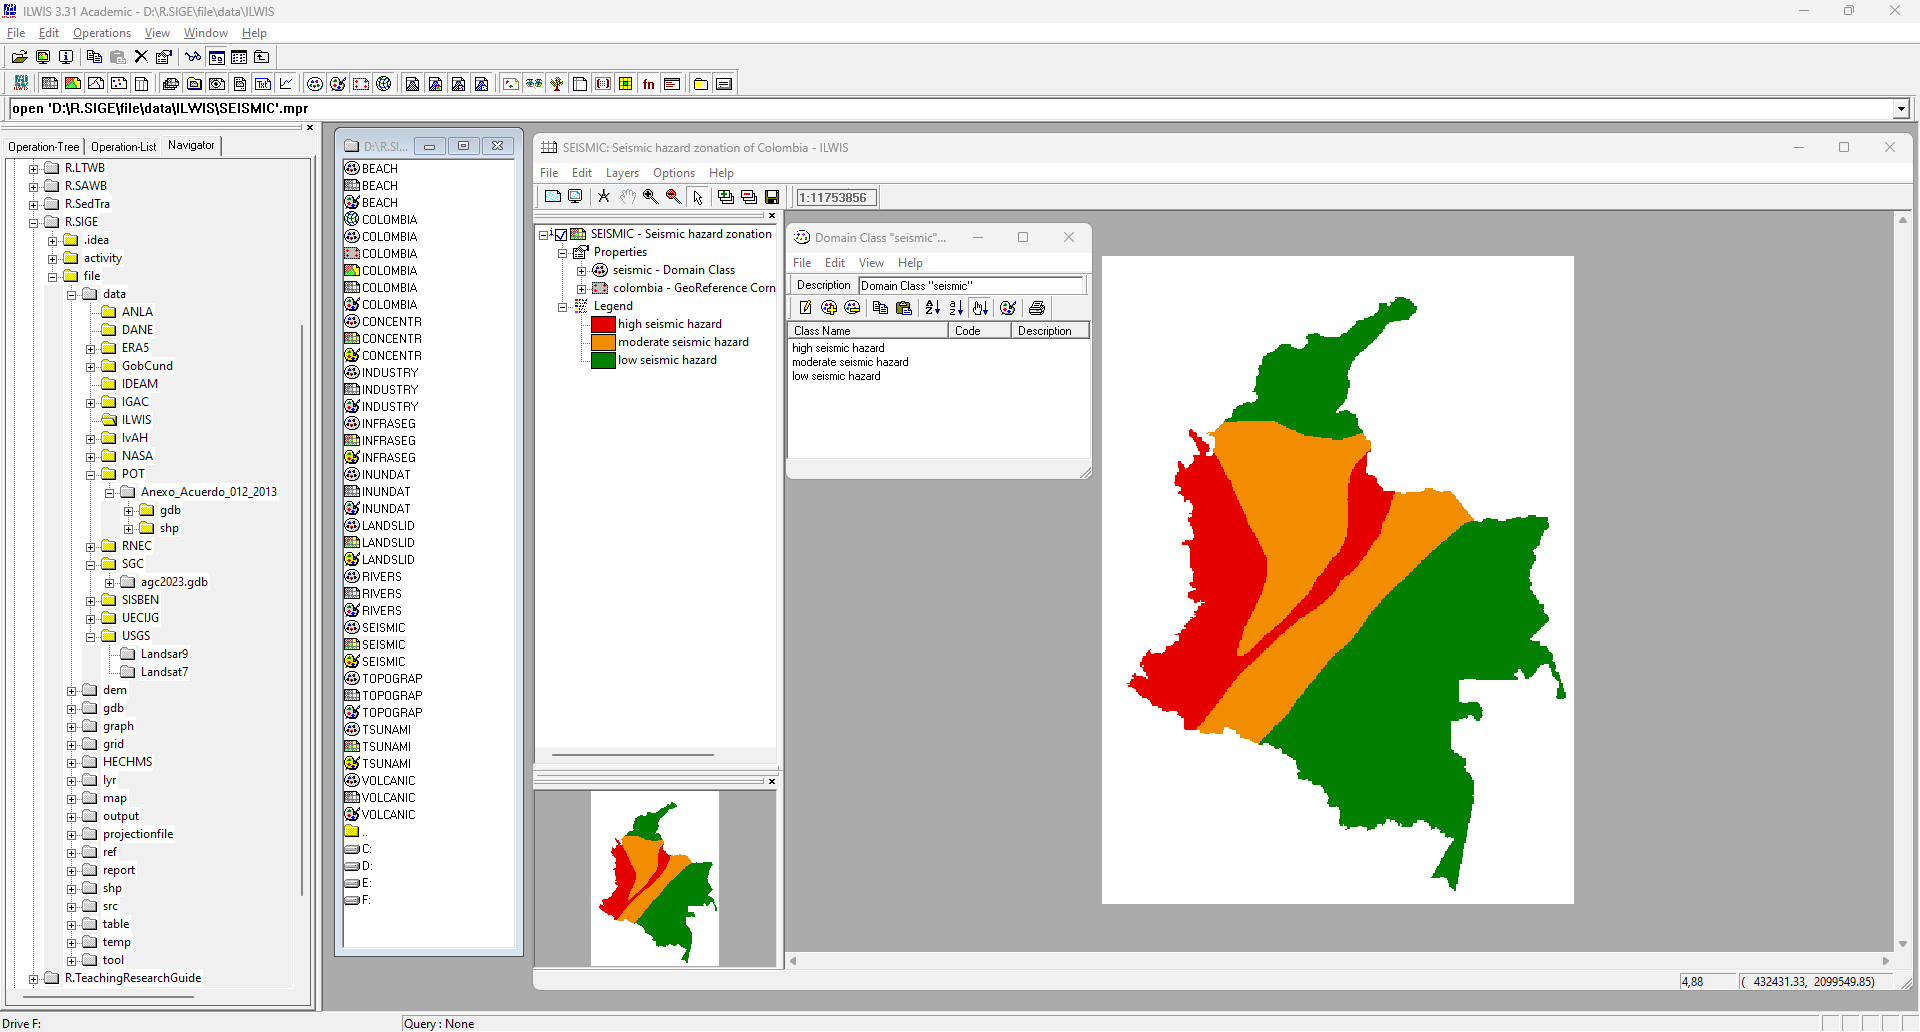 ILWIS 3.31 Academic - D:\R.SIGE\file\data\ILWIS
File Edit Operations View Window Help
open 'D:\R.SIGE\file\data\ILWIS\SEISMIC'.mpr
Operation-Tree Operation-List Navigator
R.LTWB
R.SAWB
R.SedTra
R.SIGE
.idea
activity
file
data
ANLA
DANE
ERA5
GobCund
IDEAM
IGAC
ILWIS
IvAH
NASA
POT
Anexo_Acuerdo_012_2013
gdb
shp
RNEC
SGC
agc2023.gdb
SISBEN
UECIJG
USGS
Landsar9
Landsat7
dem
gdb
graph
grid
HECHMS
lyr
map
output
projectionfile
ref
report
shp
src
table
temp
tool
R.TeachingResearchGuide
D:\R.SI...
BEACH
BEACH
BEACH
COLOMBIA
COLOMBIA
COLOMBIA
COLOMBIA
COLOMBIA
COLOMBIA
CONCENTR
CONCENTR
CONCENTR
INDUSTRY
INDUSTRY
INDUSTRY
INFRASEG
INFRASEG
INFRASEG
INUNDAT
INUNDAT
INUNDAT
LANDSLID
LANDSLID
LANDSLID
RIVERS
RIVERS
RIVERS
SEISMIC
SEISMIC
SEISMIC
TOPOGRAP
TOPOGRAP
TOPOGRAP
TSUNAMI
TSUNAMI
TSUNAMI
VOLCANIC
VOLCANIC
VOLCANIC
..
C:
D:
E:
F:
SEISMIC: Seismic hazard zonation of Colombia - ILWIS
File Edit Layers Options Help
1:11753856
SEISMIC - Seismic hazard zonation
Properties
seismic - Domain Class
colombia - GeoReference Corn
Legend
high seismic hazard
moderate seismic hazard
low seismic hazard
Domain Class "seismic"...
File Edit View Help
Description Domain Class "seismic"
Class Name Code Description
high seismic hazard
moderate seismic hazard
low seismic hazard
4,88 ( 432431.33, 2099549.85)
Drive F: Query : None